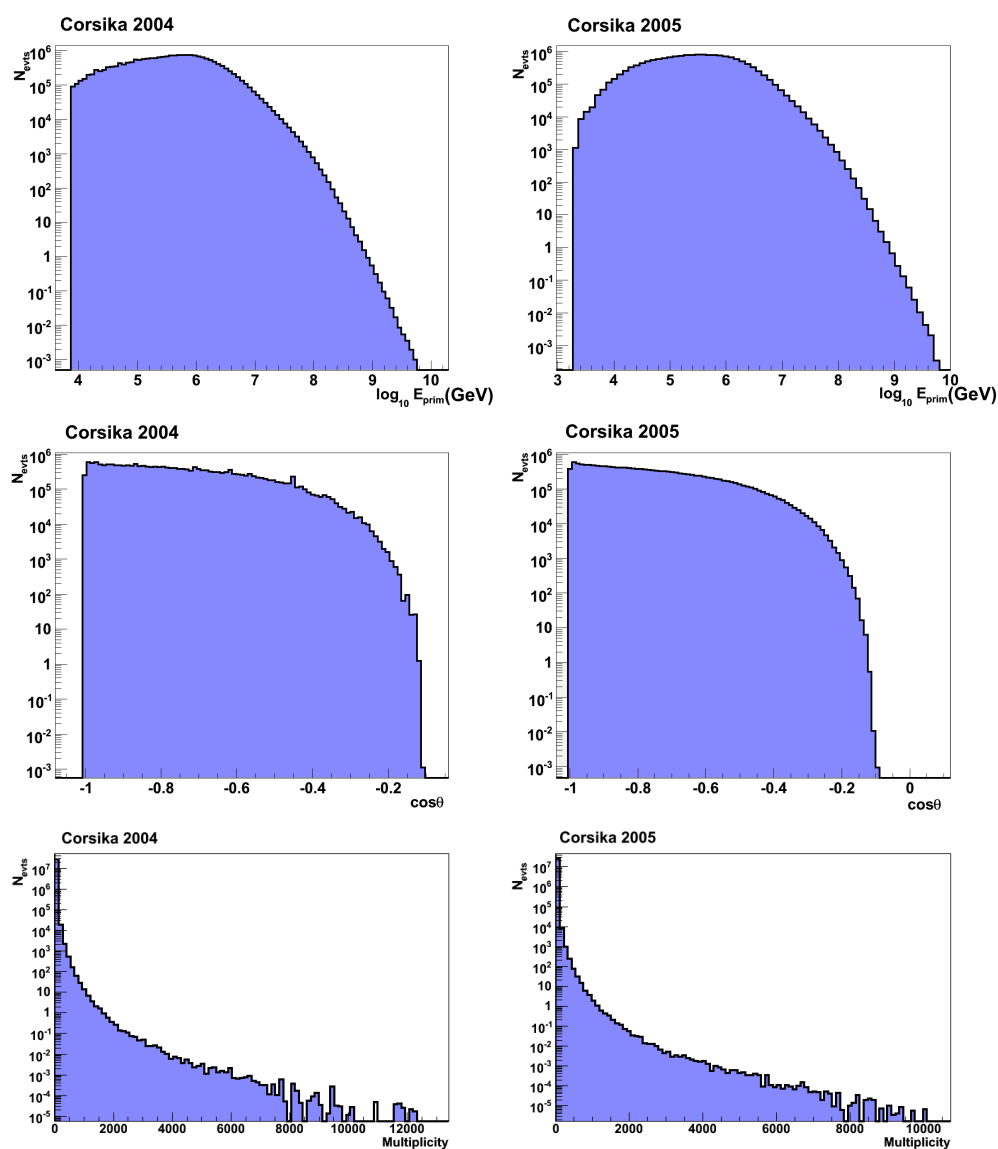 Corsika 2004
Corsika 2005
N_evts
10^6
10^5
10^4
10^3
10^2
10
1
10^-1
10^-2
10^-3
4 5 6 7 8 9 10
log_10 E_prim(GeV)
N_evts
10^6
10^5
10^4
10^3
10^2
10
1
10^-1
10^-2
10^-3
3 4 5 6 7 8 9 10
log_10 E_prim(GeV)
Corsika 2004
Corsika 2005
N_evts
10^6
10^5
10^4
10^3
10^2
10
1
10^-1
10^-2
10^-3
-1 -0.8 -0.6 -0.4 -0.2
cosθ
N_evts
10^6
10^5
10^4
10^3
10^2
10
1
10^-1
10^-2
10^-3
-1 -0.8 -0.6 -0.4 -0.2 0
cosθ
Corsika 2004
Corsika 2005
N_evts
10^7
10^6
10^5
10^4
10^3
10^2
10
1
10^-1
10^-2
10^-3
10^-4
10^-5
0 2000 4000 6000 8000 10000 12000
Multiplicity
N_evts
10^7
10^6
10^5
10^4
10^3
10^2
10
1
10^-1
10^-2
10^-3
10^-4
10^-5
0 2000 4000 6000 8000 10000
Multiplicity